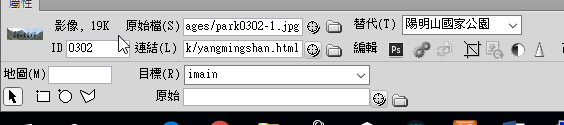 屬性
影像, 19K 原始檔(S) ages/park0302-1.jpg 替代(T) 陽明山國家公園
ID 0302 連結(L) k/yangmingshan.html 編輯 Ps
地圖(M) 目標(R) imain
原始